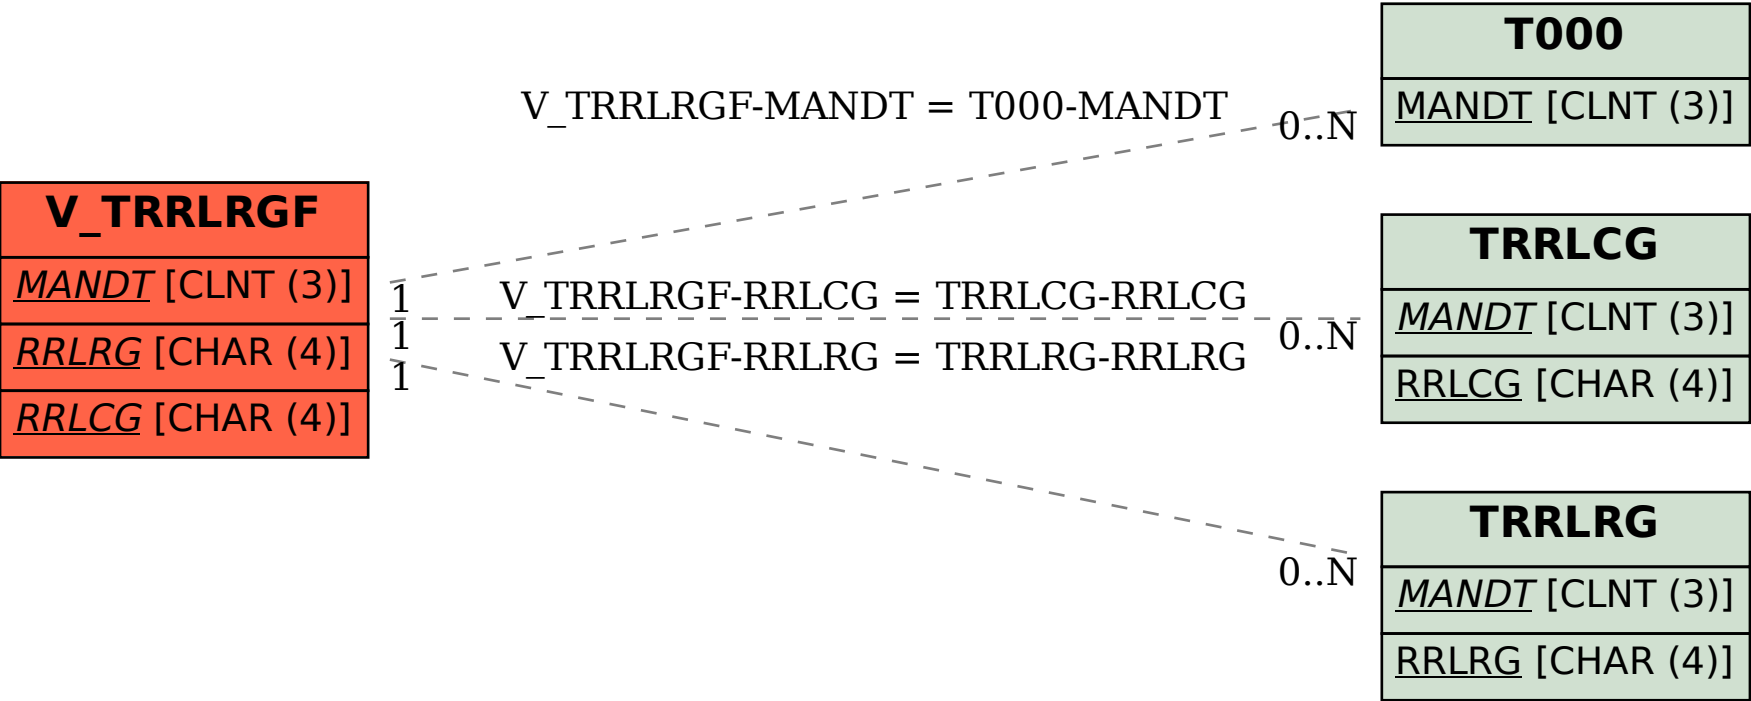 V_TRRLRGF
MANDT [CLNT (3)]
RRLRG [CHAR (4)]
RRLCG [CHAR (4)]
V_TRRLRGF-MANDT = T000-MANDT
0..N
1
V_TRRLRGF-RRLCG = TRRLCG-RRLCG
0..N
1
V_TRRLRGF-RRLRG = TRRLRG-RRLRG
0..N
1
T000
MANDT [CLNT (3)]
TRRLCG
MANDT [CLNT (3)]
RRLCG [CHAR (4)]
TRRLRG
MANDT [CLNT (3)]
RRLRG [CHAR (4)]